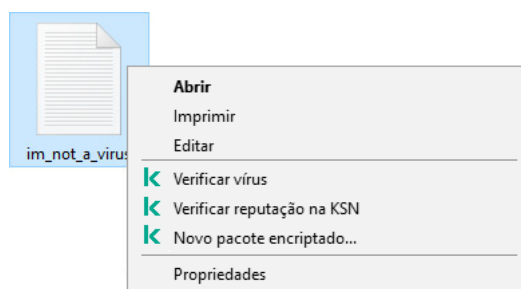 im_not_a_virus
Abrir
Imprimir
Editar
Verificar vírus
Verificar reputação na KSN
Novo pacote encriptado...
Propriedades